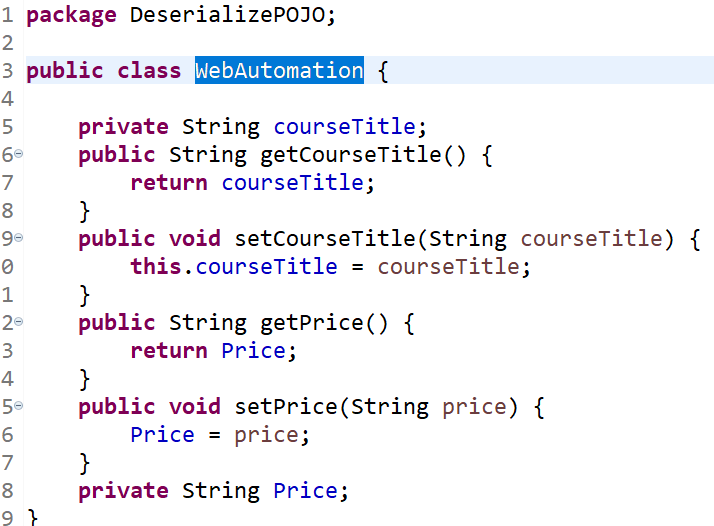 1 package DeserializePOJO;
2
3 public class WebAutomation {
4
5     private String courseTitle;
6     public String getCourseTitle() {
7         return courseTitle;
8     }
9     public void setCourseTitle(String courseTitle) {
0         this.courseTitle = courseTitle;
1     }
2     public String getPrice() {
3         return Price;
4     }
5     public void setPrice(String price) {
6         Price = price;
7     }
8     private String Price;
9 }